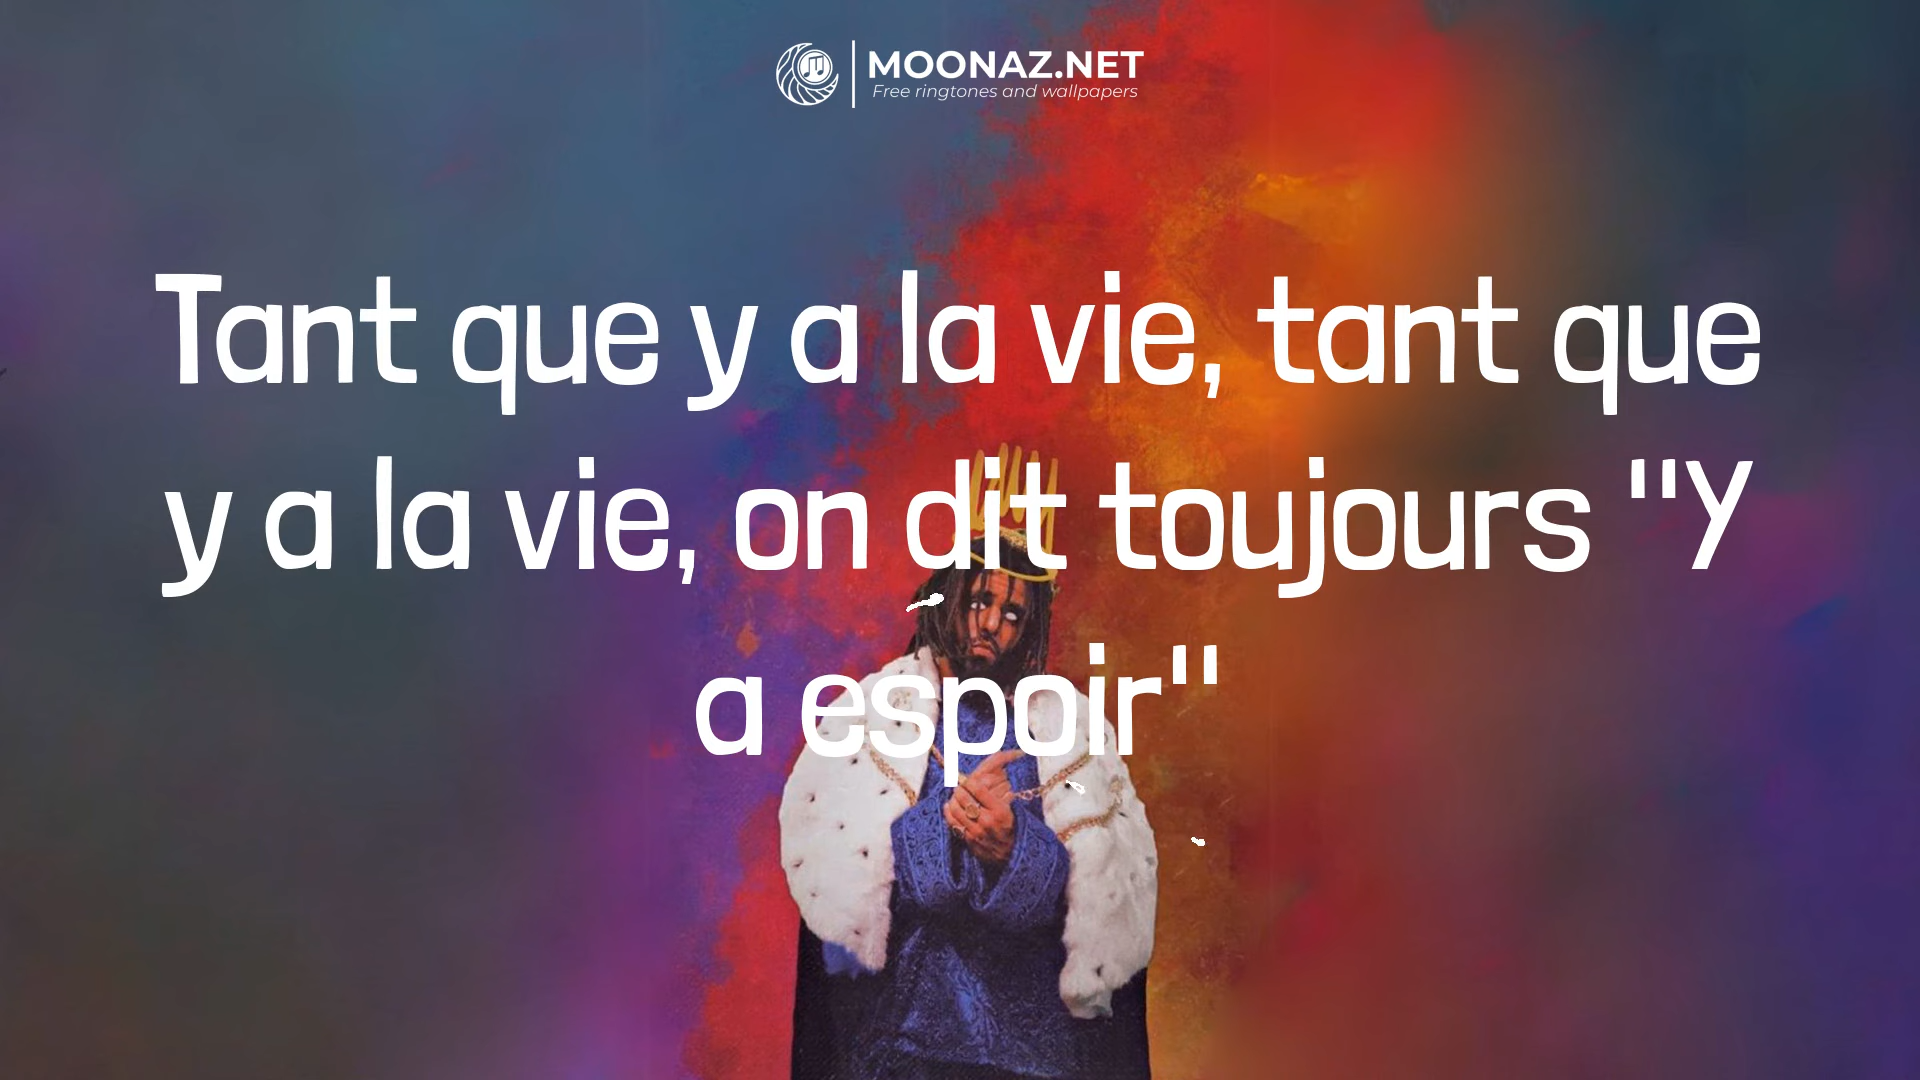 MOONAZ.NET
Free ringtones and wallpapers
Tant que y a la vie, tant que
y a la vie, on dit toujours "Y
a espoir"